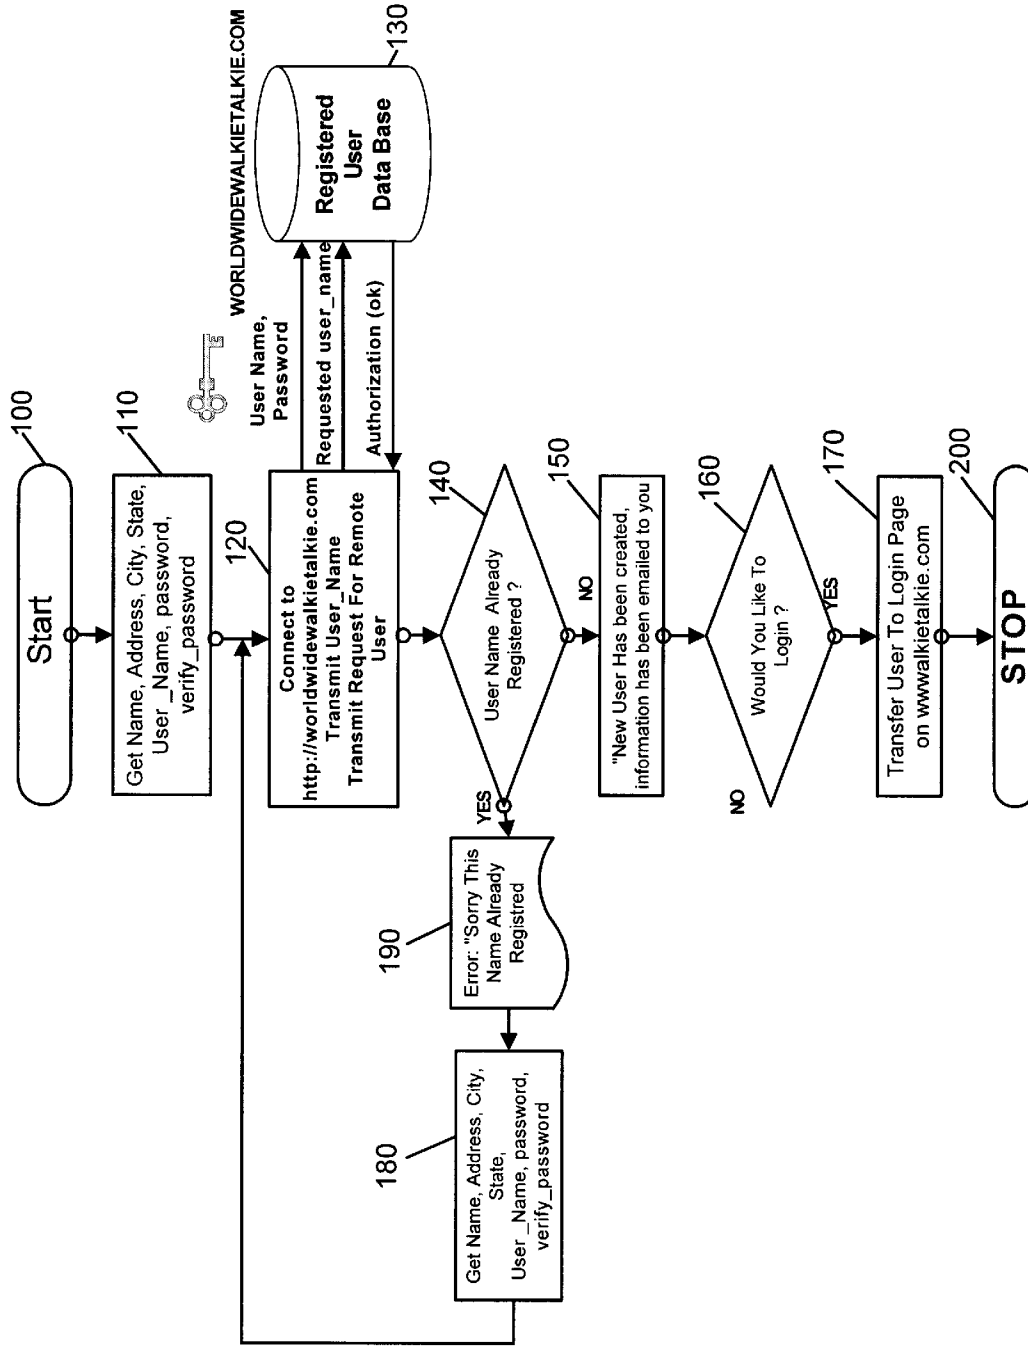 Start
100
Get Name, Address, City, State,
User _Name, password,
verify_password
110
WORLDWIDEWALKIETALKIE.COM
120
Connect to
http://worldwidewalkietalkie.com
Transmit User_Name
Transmit Request For Remote
User
User Name,
Password
Requested user_name
Authorization (ok)
Registered
User
Data Base
130
140
User Name Already
Registered ?
YES
NO
190
Error: "Sorry This
Name Already
Registred
180
Get Name, Address, City,
State,
User _Name, password,
verify_password
150
"New User Has been created,
information has been emailed to you
160
Would You Like To
Login ?
NO
YES
170
Transfer User To Login Page
on wwwalkietalkie.com
200
STOP